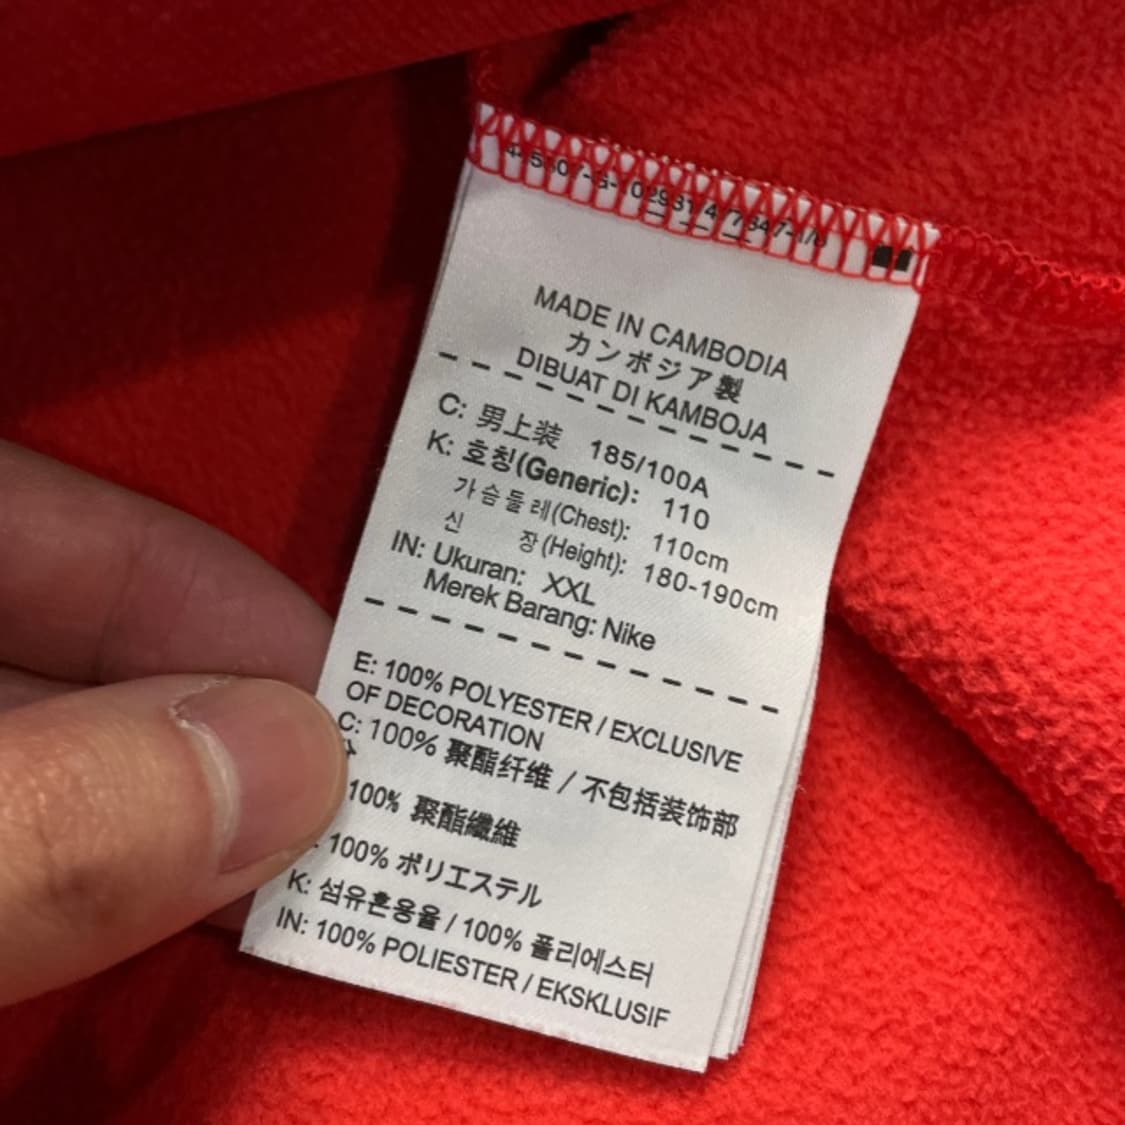 MADE IN CAMBODIA
カンボジア製
DIBUAT DI KAMBOJA
C: 男上装 185/100A
K: 호칭(Generic): 110
가슴둘레(Chest): 110cm
신 장(Height): 180-190cm
IN: Ukuran: XXL
Merek Barang: Nike
E: 100% POLYESTER / EXCLUSIVE
OF DECORATION
C: 100% 聚酯纤维 / 不包括装饰部
分
100% 聚酯纖維
100% ポリエステル
K: 섬유혼용율 / 100% 폴리에스터
IN: 100% POLIESTER / EKSKLUSIF